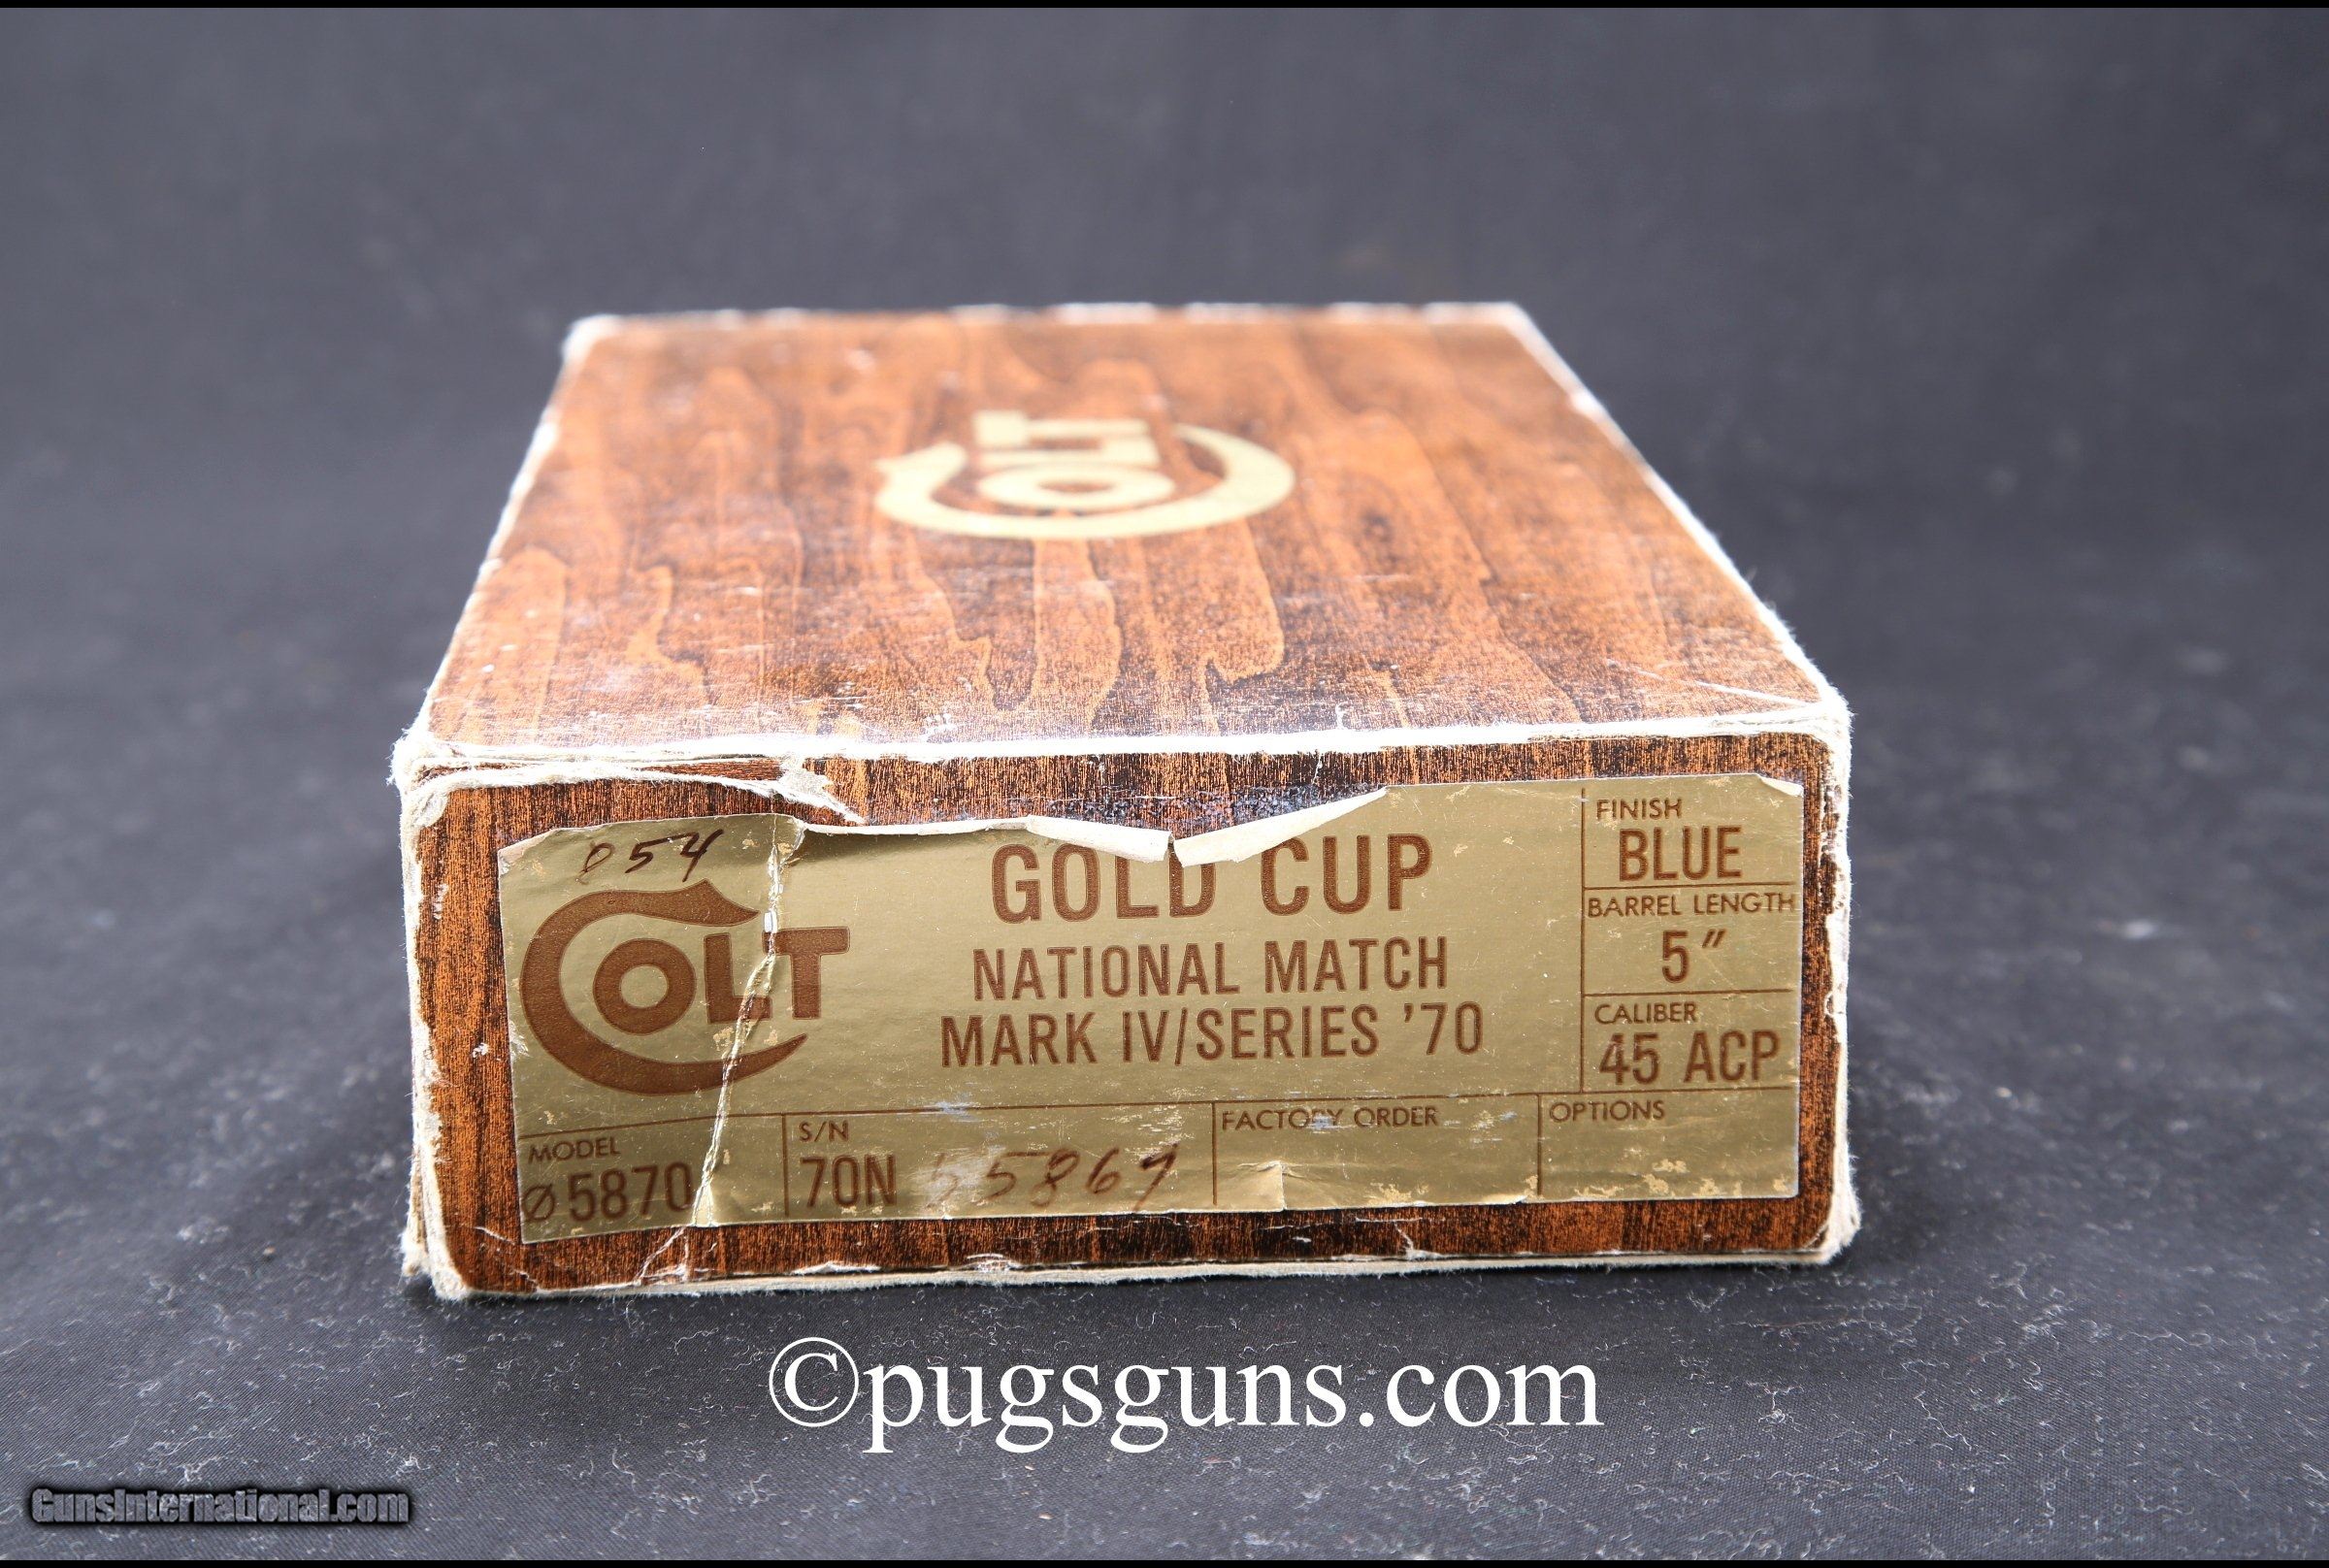 COLT
854
COLT
GOLD CUP
NATIONAL MATCH
MARK IV/SERIES '70
FINISH
BLUE
BARREL LENGTH
5"
CALIBER
45 ACP
MODEL
Ø5870
S/N
70N 55869
FACTORY ORDER
OPTIONS
©pugsguns.com
GunsInternational.com